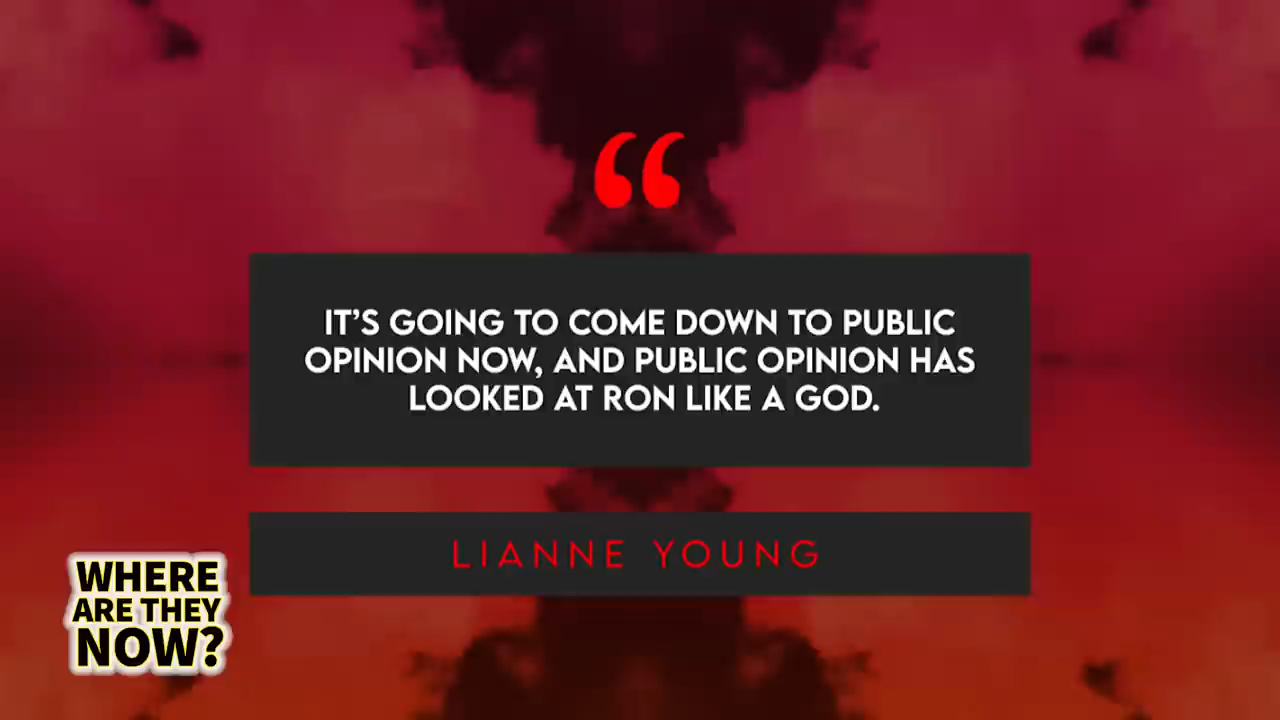 “
IT’S GOING TO COME DOWN TO PUBLIC
OPINION NOW, AND PUBLIC OPINION HAS
LOOKED AT RON LIKE A GOD.
LIANNE YOUNG
WHERE
ARE THEY
NOW?